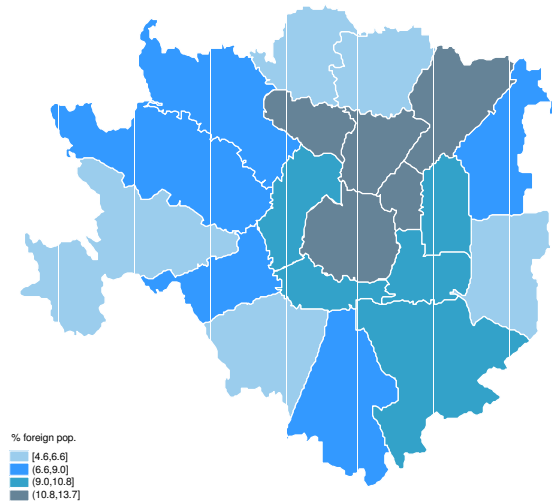 % foreign pop.
[4.6,6.6]
(6.6,9.0]
(9.0,10.8]
(10.8,13.7]